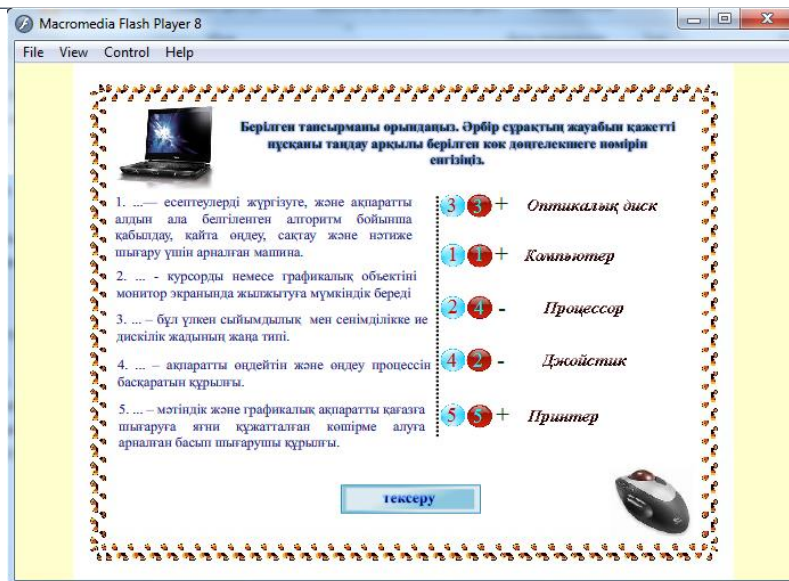 Macromedia Flash Player 8
File View Control Help
Берілген тапсырманы орындаңыз. Әрбір сұрақтың жауабын қажетті
нұсқаны таңдау арқылы берілген көк дөңгелекшеге нөмірін
енгізіңіз.
1. ...— есептеулерді жүргізуге, және ақпаратты
алдын ала белгіленген алгоритм бойынша
қабылдау, қайта өңдеу, сақтау және нәтиже
шығару үшін арналған машина.
2. ... - курсорды немесе графикалық объектіні
монитор экранында жылжытуға мүмкіндік береді
3. ... – бұл үлкен сыйымдылық мен сенімділікке ие
дискілік жадының жаңа типі.
4. ... – ақпаратты өңдейтін және өңдеу процессін
басқаратын құрылғы.
5. ... – мәтіндік және графикалық ақпаратты қағазға
шығаруға яғни құжатталған көшірме алуға
арналған басып шығарушы құрылғы.
3 3 + Оптикалық диск
1 1 + Компьютер
2 4 - Процессор
4 2 - Джойстик
5 5 + Принтер
тексеру